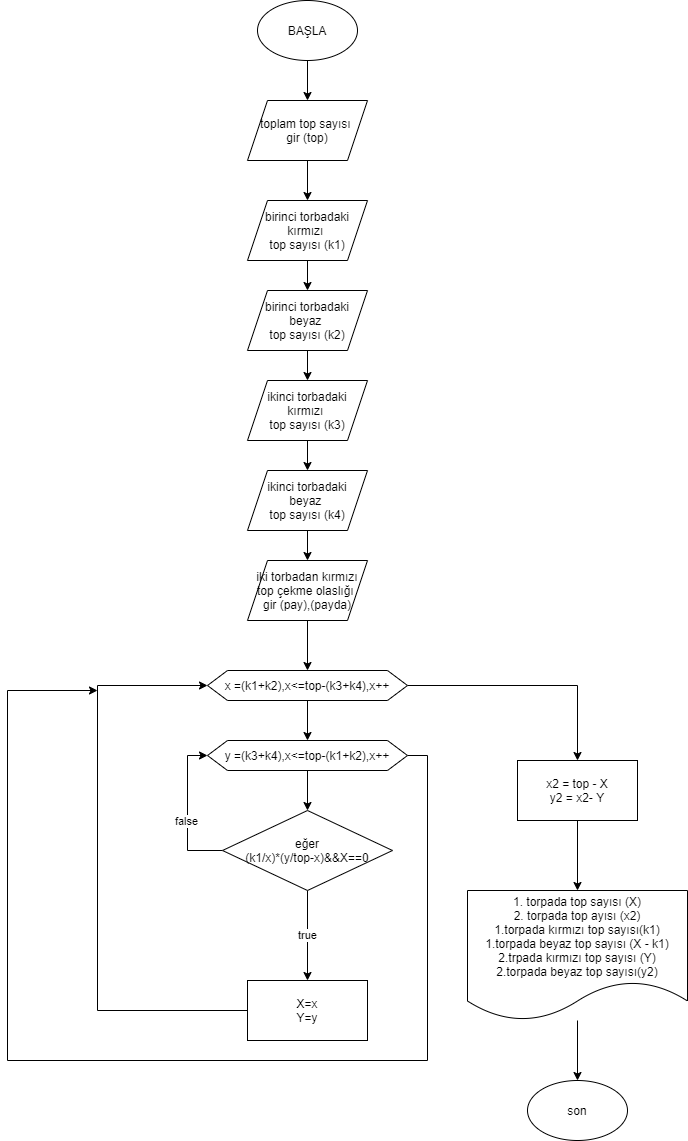 BAŞLA
toplam top sayısı
gir (top)
birinci torbadaki
kırmızı
top sayısı (k1)
birinci torbadaki
beyaz
top sayısı (k2)
ikinci torbadaki
kırmızı
top sayısı (k3)
ikinci torbadaki
beyaz
top sayısı (k4)
iki torbadan kırmızı
top çekme olaslığı
gir (pay),(payda)
x =(k1+k2),x<=top-(k3+k4),x++
y =(k3+k4),x<=top-(k1+k2),x++
false
eğer
(k1/x)*(y/top-x)&&X==0
true
X=x
Y=y
x2 = top - X
y2 = x2- Y
1. torpada top sayısı (X)
2. torpada top ayısı (x2)
1.torpada kırmızı top sayısı(k1)
1.torpada beyaz top sayısı (X - k1)
2.trpada kırmızı top sayısı (Y)
2.torpada beyaz top sayısı(y2)
son